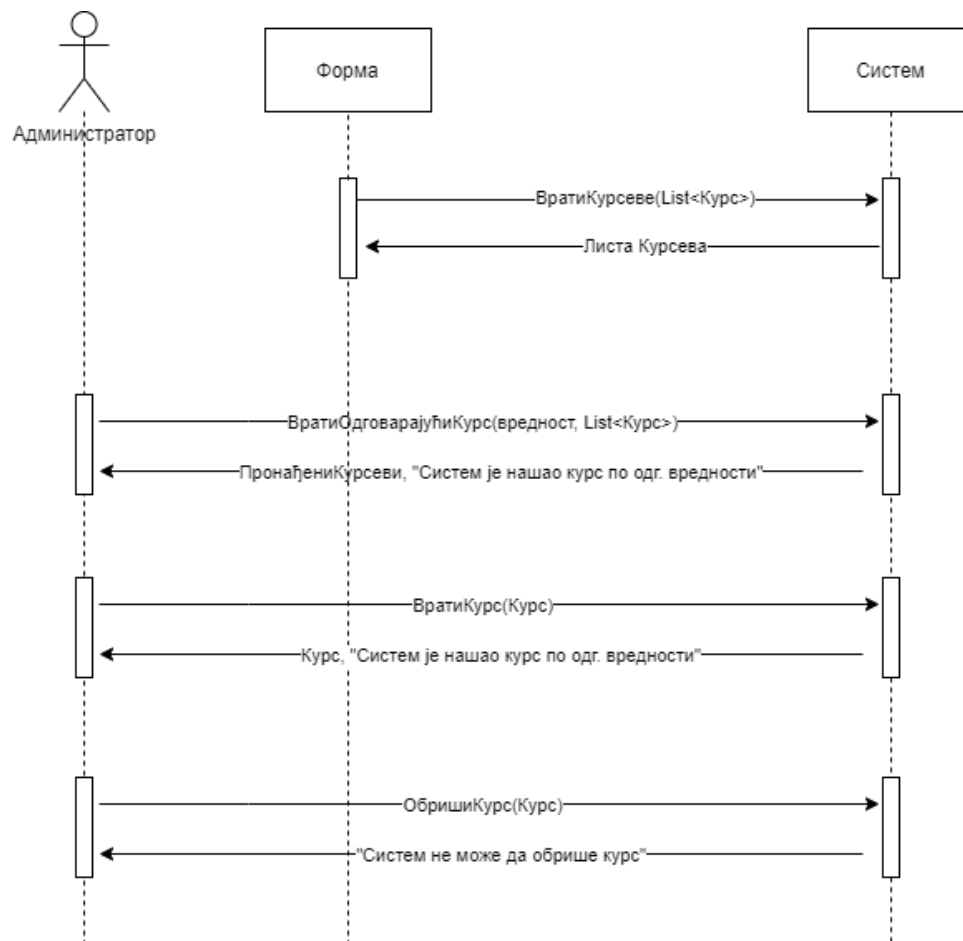 Форма
Систем
Администратор
ВратиКурсеве(List<Курс>)
Листа Курсева
ВратиОдговарајућиКурс(вредност, List<Курс>)
ПронађениКурсеви, "Систем је нашао курс по одг. вредности"
ВратиКурс(Курс)
Курс, "Систем је нашао курс по одг. вредности"
ОбришиКурс(Курс)
"Систем не може да обрише курс"